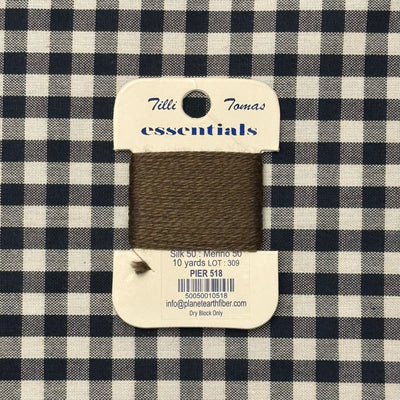 Tilli Tomas
essentials
Silk 50 : Merino 50
10 yards LOT : 309
PIER 518
50050010518
info@planetearthfiber.com
Dry Block Only